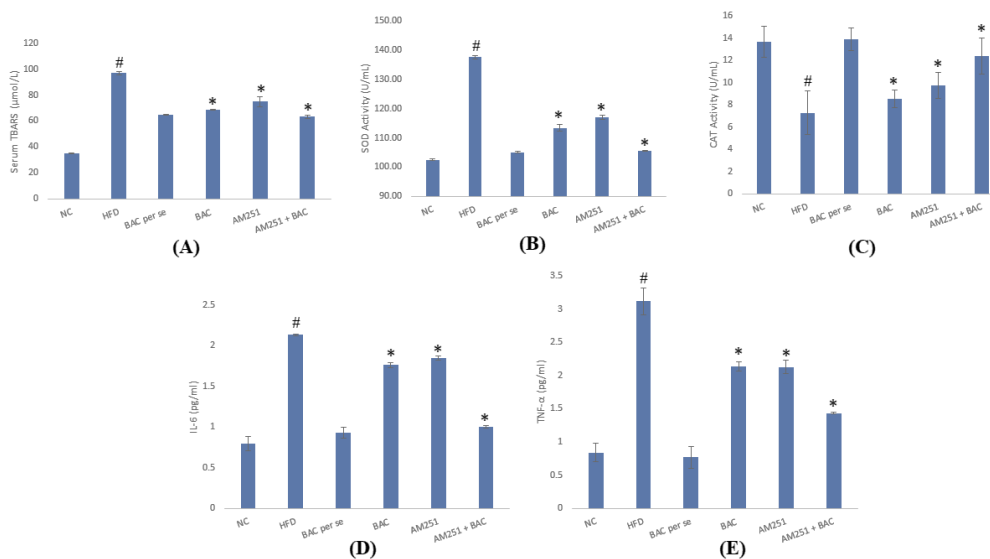 Serum TBARS (µmol/L)
120
100
80
60
40
20
0
#
*
*
*
NC
HFD
BAC per se
BAC
AM251
AM251 + BAC
(A)
SOD Activity (U/mL)
150.00
140.00
130.00
120.00
110.00
100.00
90.00
#
*
*
*
NC
HFD
BAC per se
BAC
AM251
AM251 + BAC
(B)
CAT Activity (U/mL)
16
14
12
10
8
6
4
2
0
#
*
*
*
NC
HFD
BAC per se
BAC
AM251
AM251 + BAC
(C)
IL-6 (pg/ml)
2.5
2
1.5
1
0.5
0
#
*
*
*
NC
HFD
BAC per se
BAC
AM251
AM251 + BAC
(D)
TNF-α (pg/ml)
3.5
3
2.5
2
1.5
1
0.5
0
#
*
*
*
NC
HFD
BAC per se
BAC
AM251
AM251 + BAC
(E)